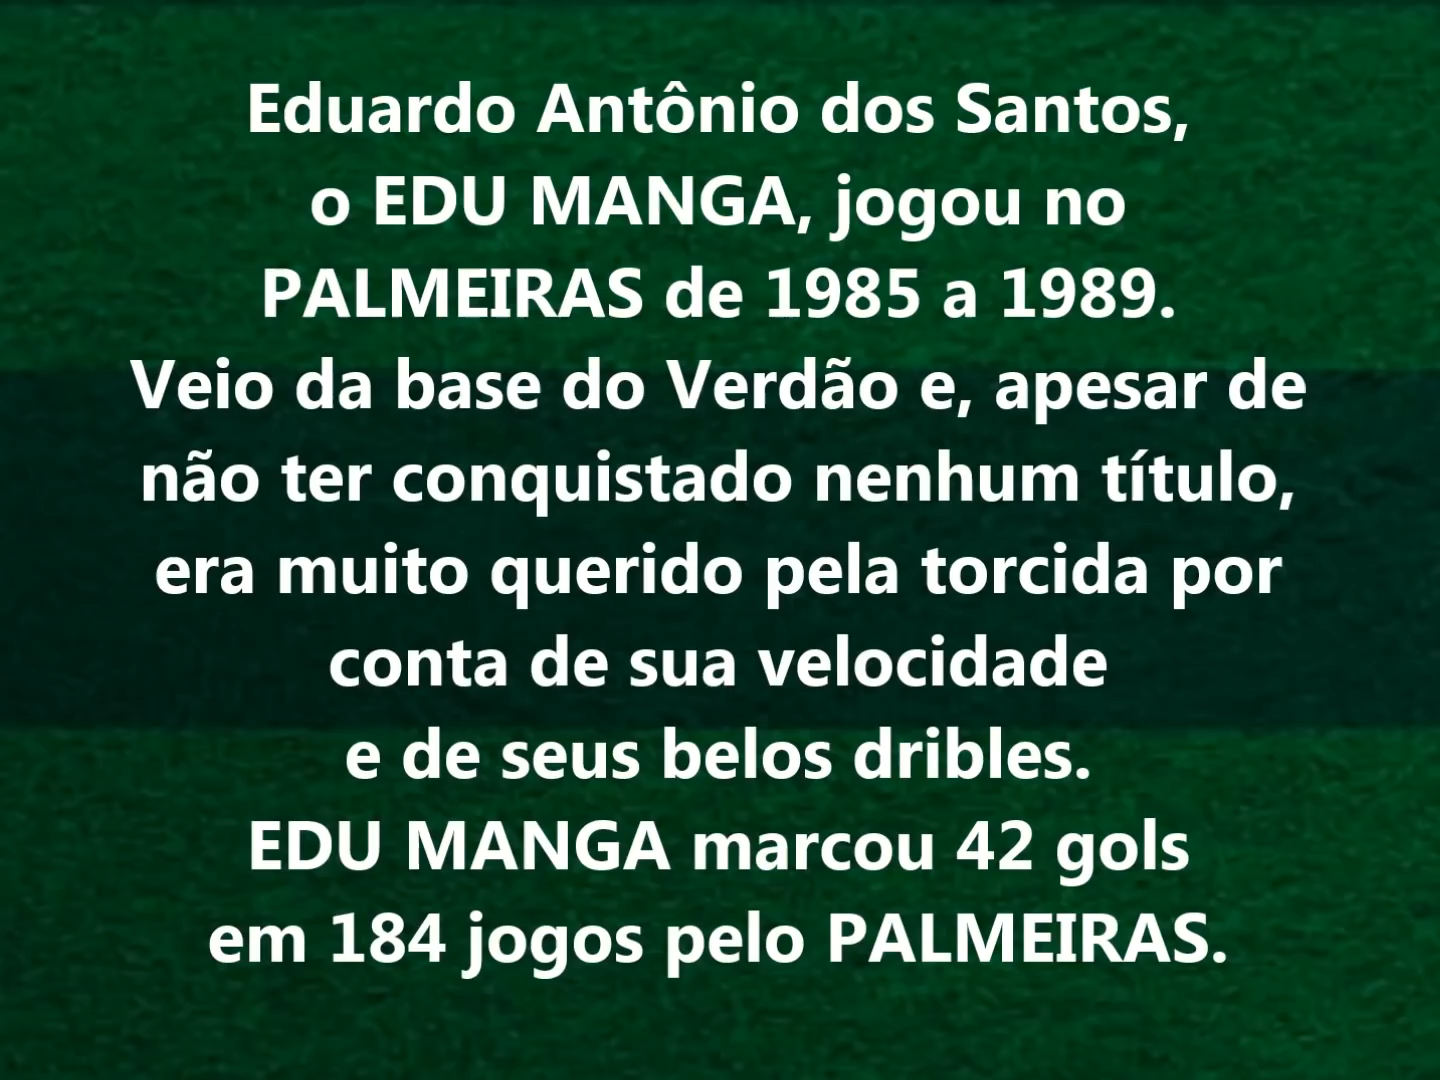 Eduardo Antônio dos Santos,
o EDU MANGA, jogou no
PALMEIRAS de 1985 a 1989.
Veio da base do Verdão e, apesar de
não ter conquistado nenhum título,
era muito querido pela torcida por
conta de sua velocidade
e de seus belos dribles.
EDU MANGA marcou 42 gols
em 184 jogos pelo PALMEIRAS.